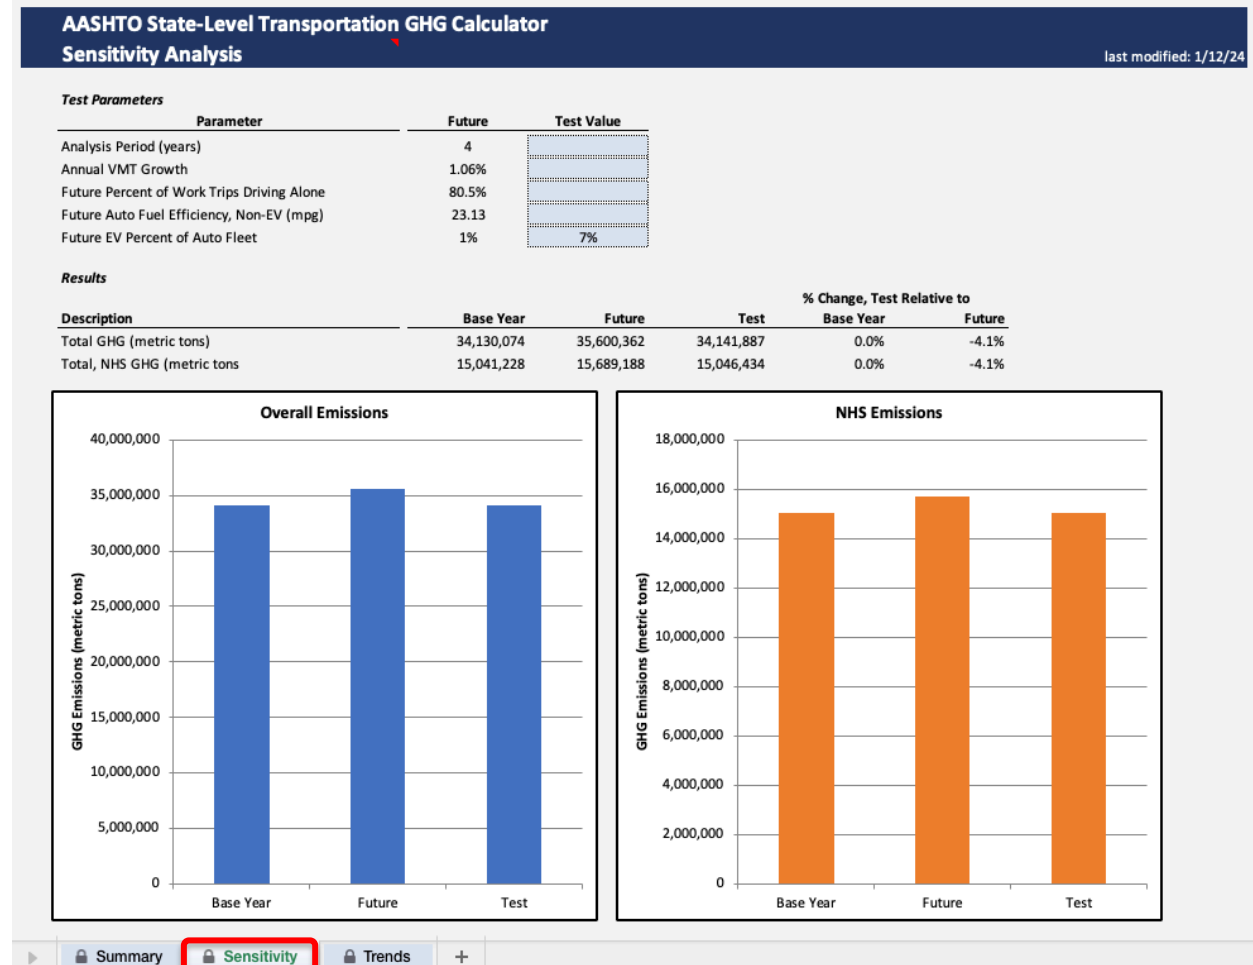 AASHTO State-Level Transportation GHG Calculator
Sensitivity Analysis
last modified: 1/12/24
Test Parameters
Parameter Future Test Value
Analysis Period (years) 4
Annual VMT Growth 1.06%
Future Percent of Work Trips Driving Alone 80.5%
Future Auto Fuel Efficiency, Non-EV (mpg) 23.13
Future EV Percent of Auto Fleet 1% 7%
Results
% Change, Test Relative to
Description Base Year Future Test Base Year Future
Total GHG (metric tons) 34,130,074 35,600,362 34,141,887 0.0% -4.1%
Total, NHS GHG (metric tons 15,041,228 15,689,188 15,046,434 0.0% -4.1%
Overall Emissions
GHG Emissions (metric tons)
40,000,000
35,000,000
30,000,000
25,000,000
20,000,000
15,000,000
10,000,000
5,000,000
0
Base Year Future Test
NHS Emissions
GHG Emissions (metric tons)
18,000,000
16,000,000
14,000,000
12,000,000
10,000,000
8,000,000
6,000,000
4,000,000
2,000,000
0
Base Year Future Test
Summary Sensitivity Trends +